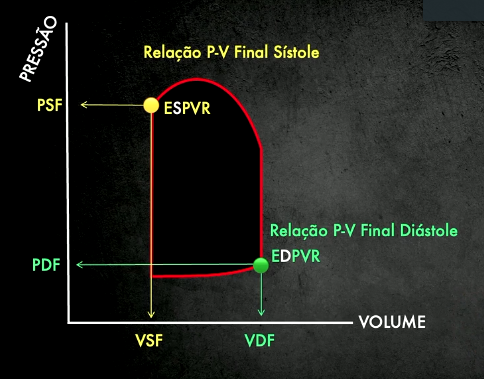 PRESSÃO
Relação P-V Final Sístole
PSF
ESPVR
Relação P-V Final Diástole
EDPVR
PDF
VOLUME
VSF
VDF